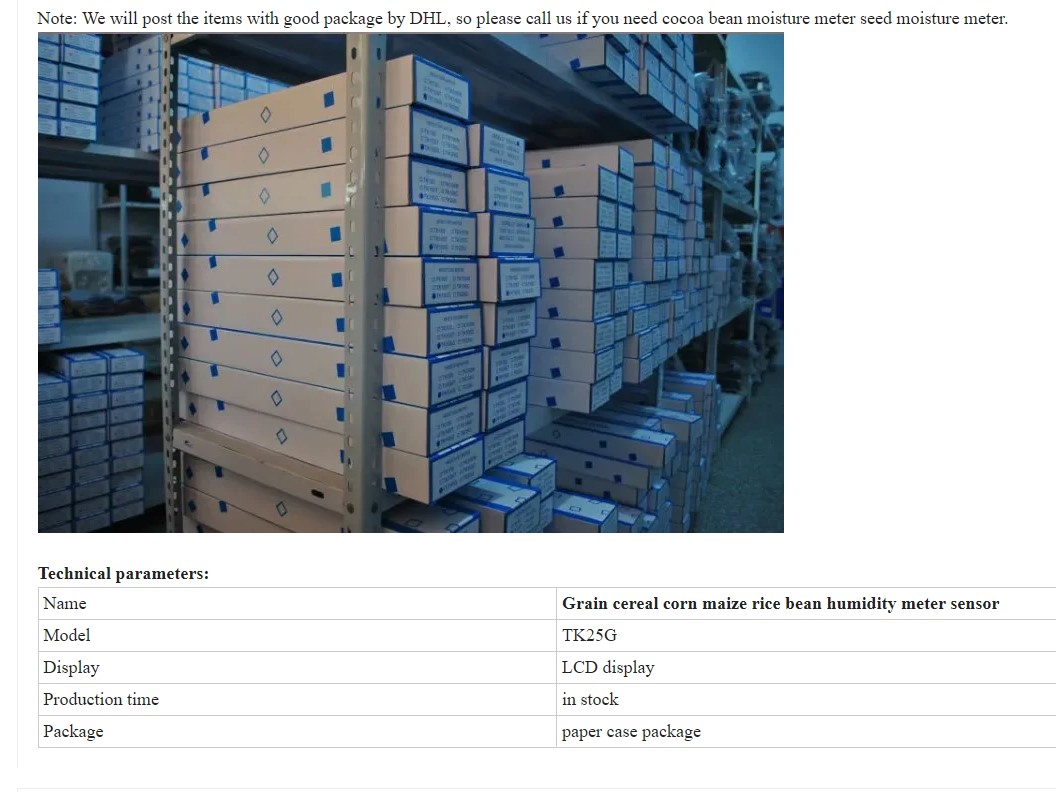 Note: We will post the items with good package by DHL, so please call us if you need cocoa bean moisture meter seed moisture meter.
Technical parameters:
Name
Grain cereal corn maize rice bean humidity meter sensor
Model
TK25G
Display
LCD display
Production time
in stock
Package
paper case package